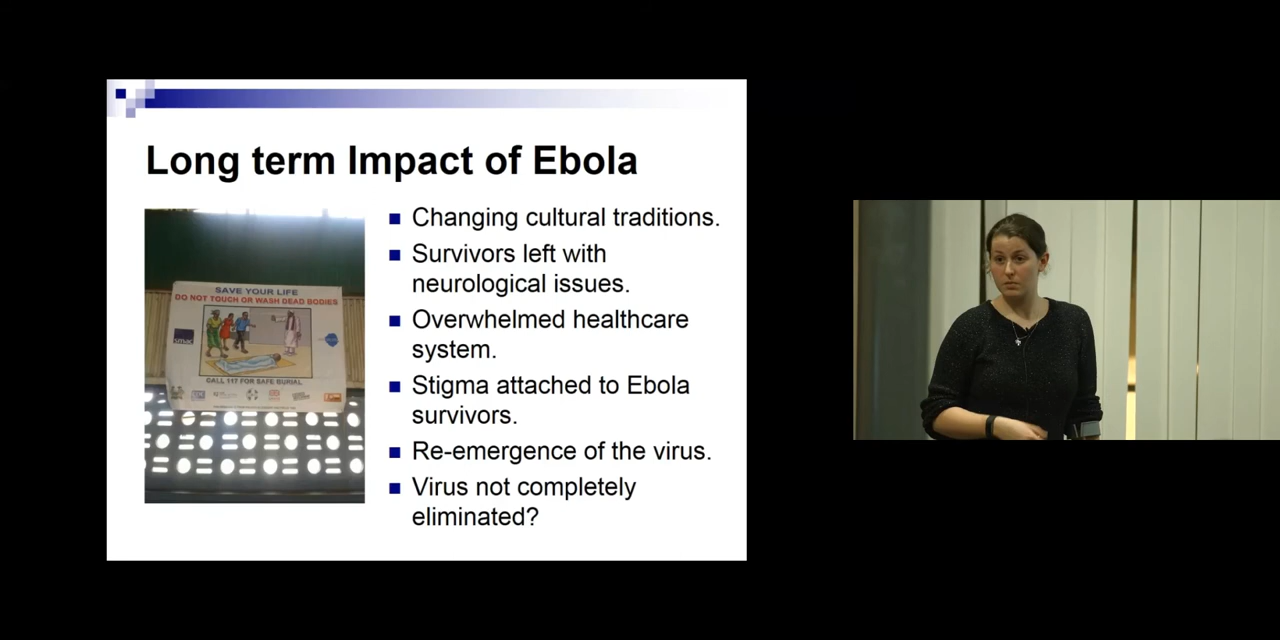 Long term Impact of Ebola
SAVE YOUR LIFE
DO NOT TOUCH OR WASH DEAD BODIES
smac
CALL 117 FOR SAFE BURIAL
Changing cultural traditions.
Survivors left with
neurological issues.
Overwhelmed healthcare
system.
Stigma attached to Ebola
survivors.
Re-emergence of the virus.
Virus not completely
eliminated?